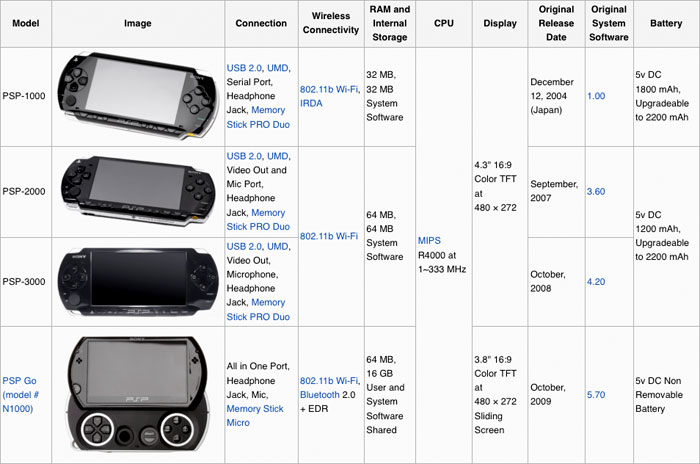 Model
Image
Connection
Wireless
Connectivity
RAM and
Internal
Storage
CPU
Display
Original
Release
Date
Original
System
Software
Battery
PSP-1000
SONY
USB 2.0, UMD,
Serial Port,
Headphone
Jack, Memory
Stick PRO Duo
802.11b Wi-Fi,
IRDA
32 MB,
32 MB
System
Software
December
12, 2004
(Japan)
1.00
5v DC
1800 mAh,
Upgradeable
to 2200 mAh
PSP-2000
USB 2.0, UMD,
Video Out and
Mic Port,
Headphone
Jack, Memory
Stick PRO Duo
802.11b Wi-Fi
64 MB,
64 MB
System
Software
MIPS
R4000 at
1~333 MHz
4.3" 16:9
Color TFT
at
480 × 272
September,
2007
3.60
5v DC
1200 mAh,
Upgradeable
to 2200 mAh
PSP-3000
SONY
USB 2.0, UMD,
Video Out,
Microphone,
Headphone
Jack, Memory
Stick PRO Duo
October,
2008
4.20
PSP Go
(model #
N1000)
SONY
PSP
All in One Port,
Headphone
Jack, Mic,
Memory Stick
Micro
802.11b Wi-Fi,
Bluetooth 2.0
+ EDR
64 MB,
16 GB
User and
System
Software
Shared
3.8" 16:9
Color TFT
at
480 × 272
Sliding
Screen
October,
2009
5.70
5v DC Non
Removable
Battery